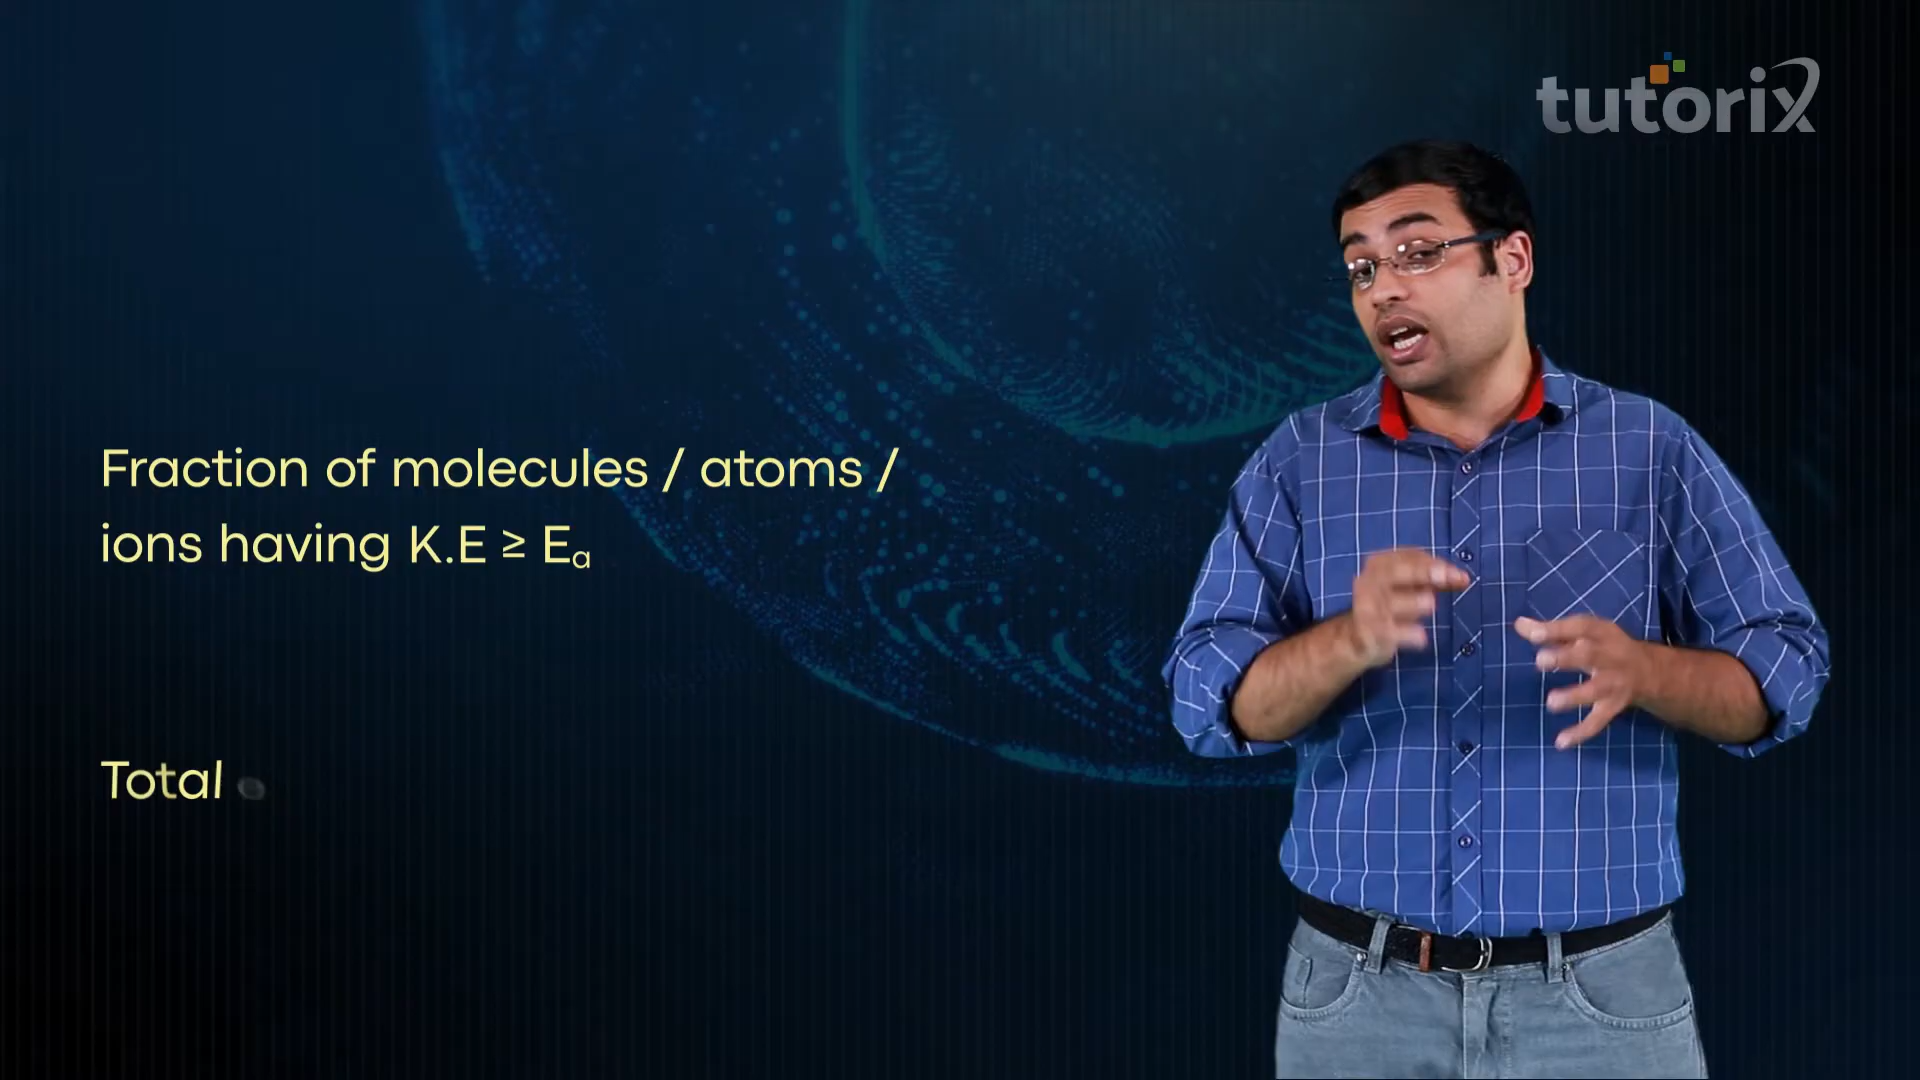 tutorix
Fraction of molecules / atoms /
ions having K.E ≥ Eₐ
Total